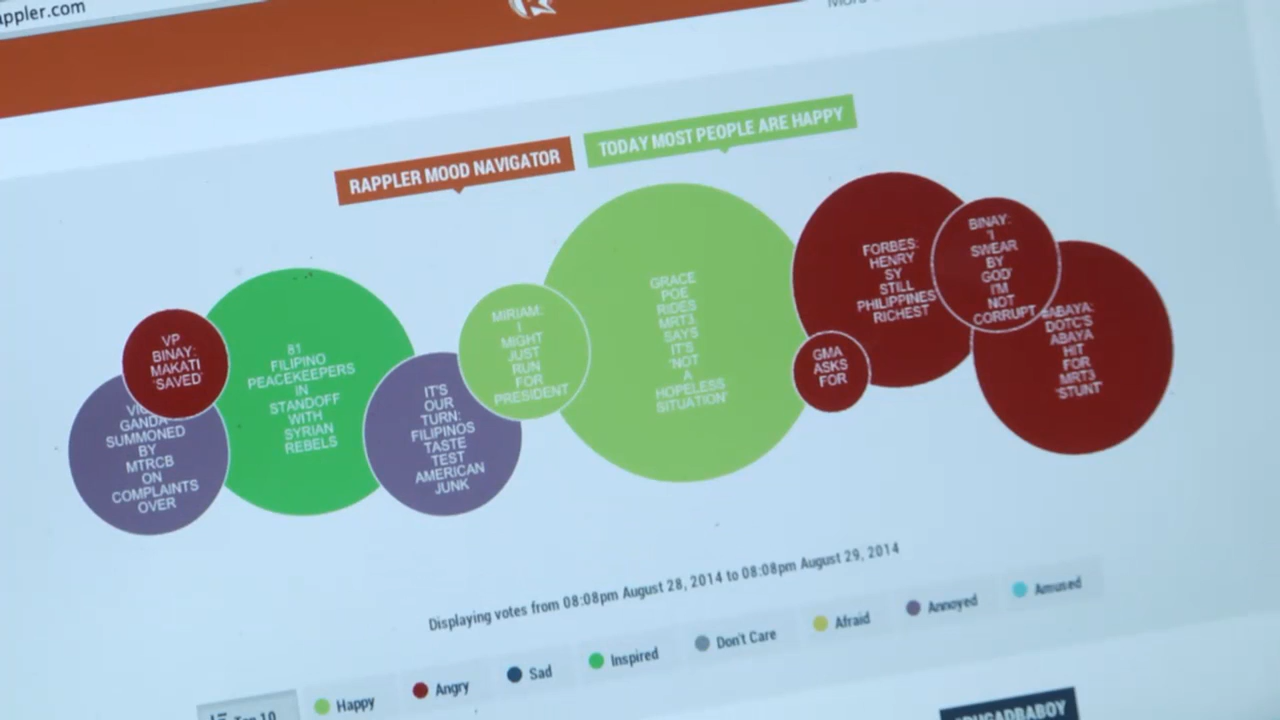 appler.com
RAPPLER MOOD NAVIGATOR
TODAY MOST PEOPLE ARE HAPPY
VP
BINAY:
MAKATI
'SAVED'
GANDA
SUMMONED
BY
MTRCB
ON
COMPLAINTS
OVER
81
FILIPINO
PEACEKEEPERS
IN
STANDOFF
WITH
SYRIAN
REBELS
IT'S
OUR
TURN:
FILIPINOS
TASTE
TEST
AMERICAN
JUNK
MIRIAM:
I
MIGHT
JUST
RUN
FOR
PRESIDENT
GRACE
POE
RIDES
MRT3,
SAYS
IT'S
'NOT
A
HOPELESS
SITUATION'
FORBES:
HENRY
SY
STILL
PHILIPPINES'
RICHEST
GMA
ASKS
FOR
BINAY:
'I
SWEAR
BY
GOD'
I'M
NOT
CORRUPT
#ABAYA:
DOTC'S
ABAYA
HIT
FOR
MRT3
'STUNT'
Displaying votes from 08:08pm August 28, 2014 to 08:08pm August 29, 2014
Top 10
Happy
Angry
Sad
Inspired
Don't Care
Afraid
Annoyed
Amused